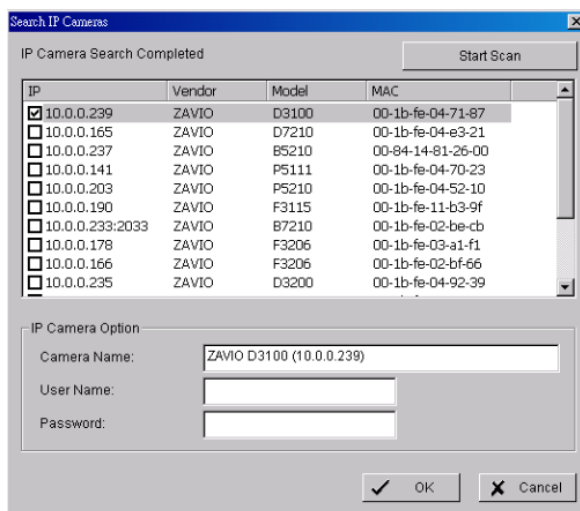 Search IP Cameras
IP Camera Search Completed
Start Scan
IP Vendor Model MAC
10.0.0.239 ZAVIO D3100 00-1b-fe-04-71-87
10.0.0.165 ZAVIO D7210 00-1b-fe-04-e3-21
10.0.0.237 ZAVIO B5210 00-84-14-81-26-00
10.0.0.141 ZAVIO P5111 00-1b-fe-04-70-23
10.0.0.203 ZAVIO P5210 00-1b-fe-04-52-10
10.0.0.190 ZAVIO F3115 00-1b-fe-11-b3-9f
10.0.0.233:2033 ZAVIO B7210 00-1b-fe-02-be-cb
10.0.0.178 ZAVIO F3206 00-1b-fe-03-a1-f1
10.0.0.166 ZAVIO F3206 00-1b-fe-02-bf-66
10.0.0.235 ZAVIO D3200 00-1b-fe-04-92-39
IP Camera Option
Camera Name: ZAVIO D3100 (10.0.0.239)
User Name:
Password:
OK Cancel